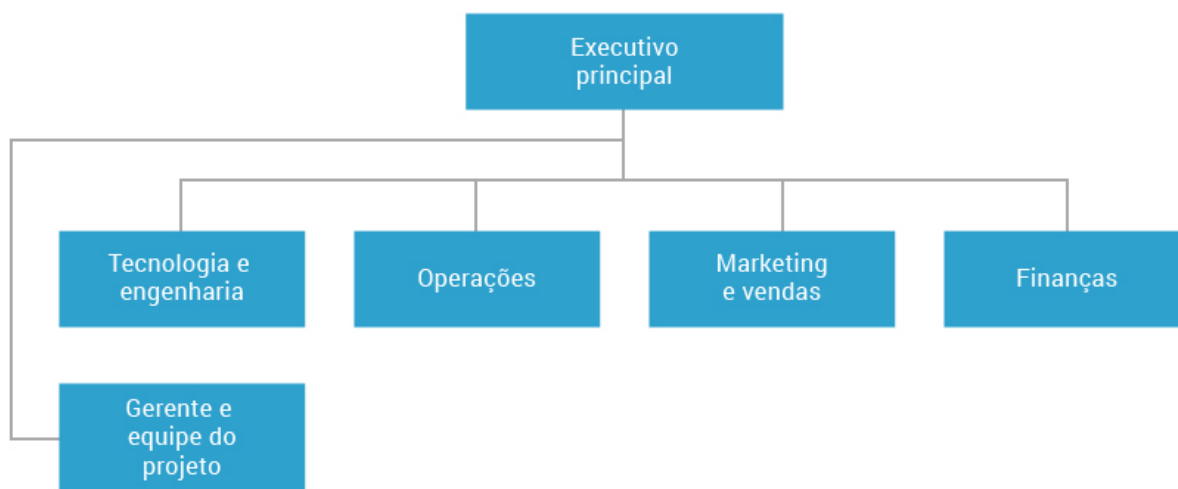 Executivo
principal
Tecnologia e
engenharia
Operações
Marketing
e vendas
Finanças
Gerente e
equipe do
projeto